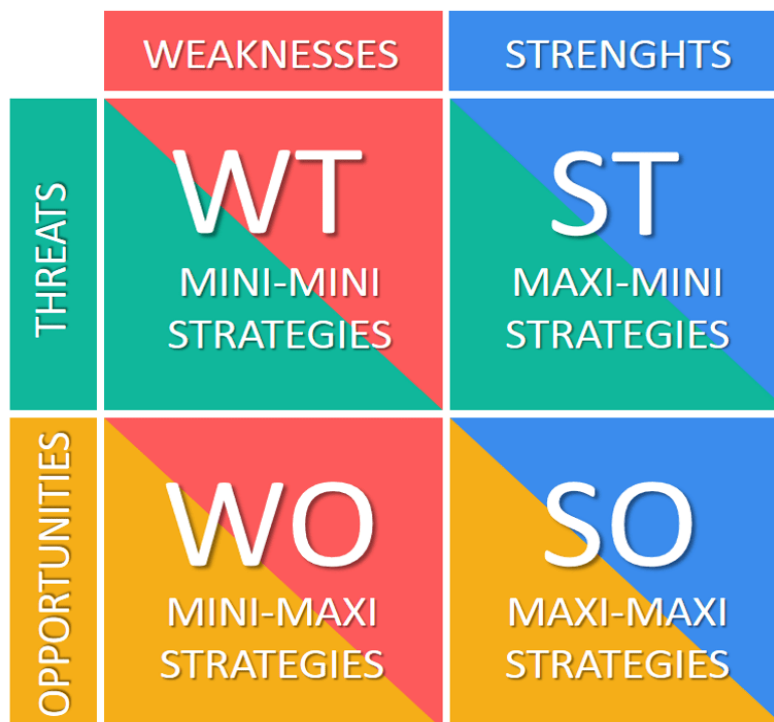 WEAKNESSES
STRENGHTS
THREATS
WT
MINI-MINI
STRATEGIES
ST
MAXI-MINI
STRATEGIES
OPPORTUNITIES
WO
MINI-MAXI
STRATEGIES
SO
MAXI-MAXI
STRATEGIES